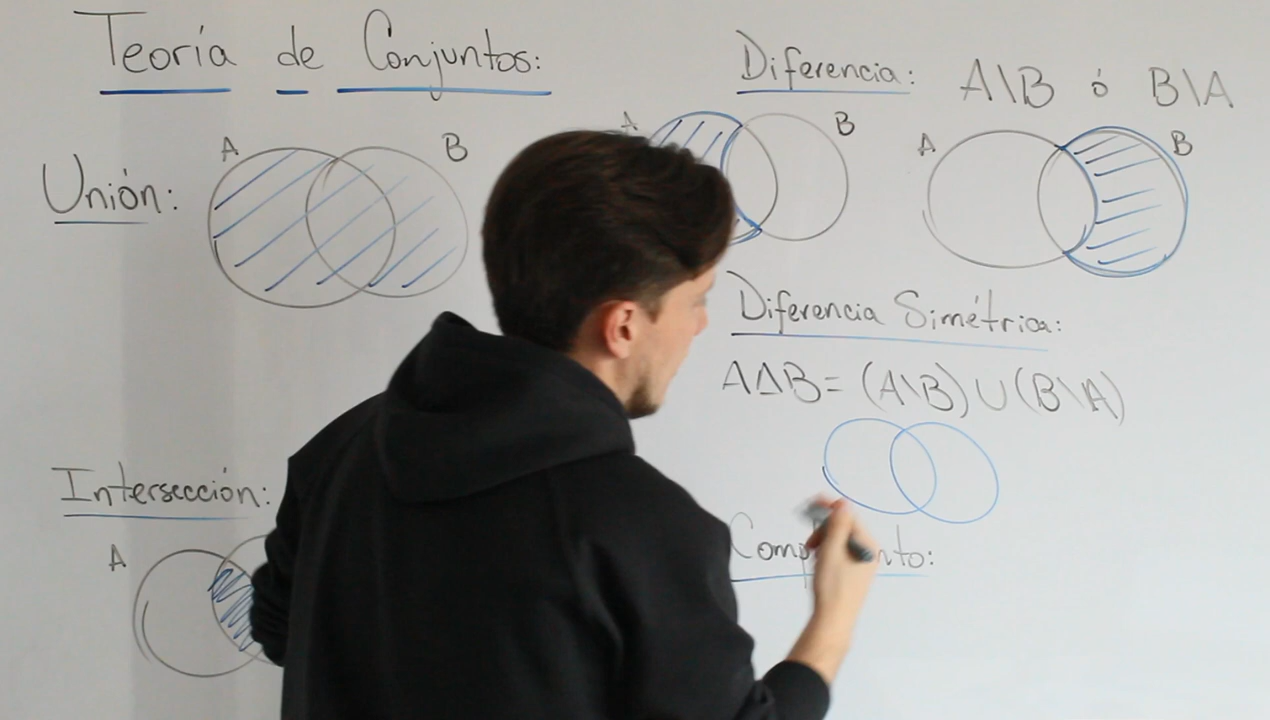 Teoría de Conjuntos:
Unión:
A
B
Intersección:
A
Diferencia: A\B ó B\A
A
B
A
B
Diferencia Simétrica:
A∆B= (A\B)∪(B\A)